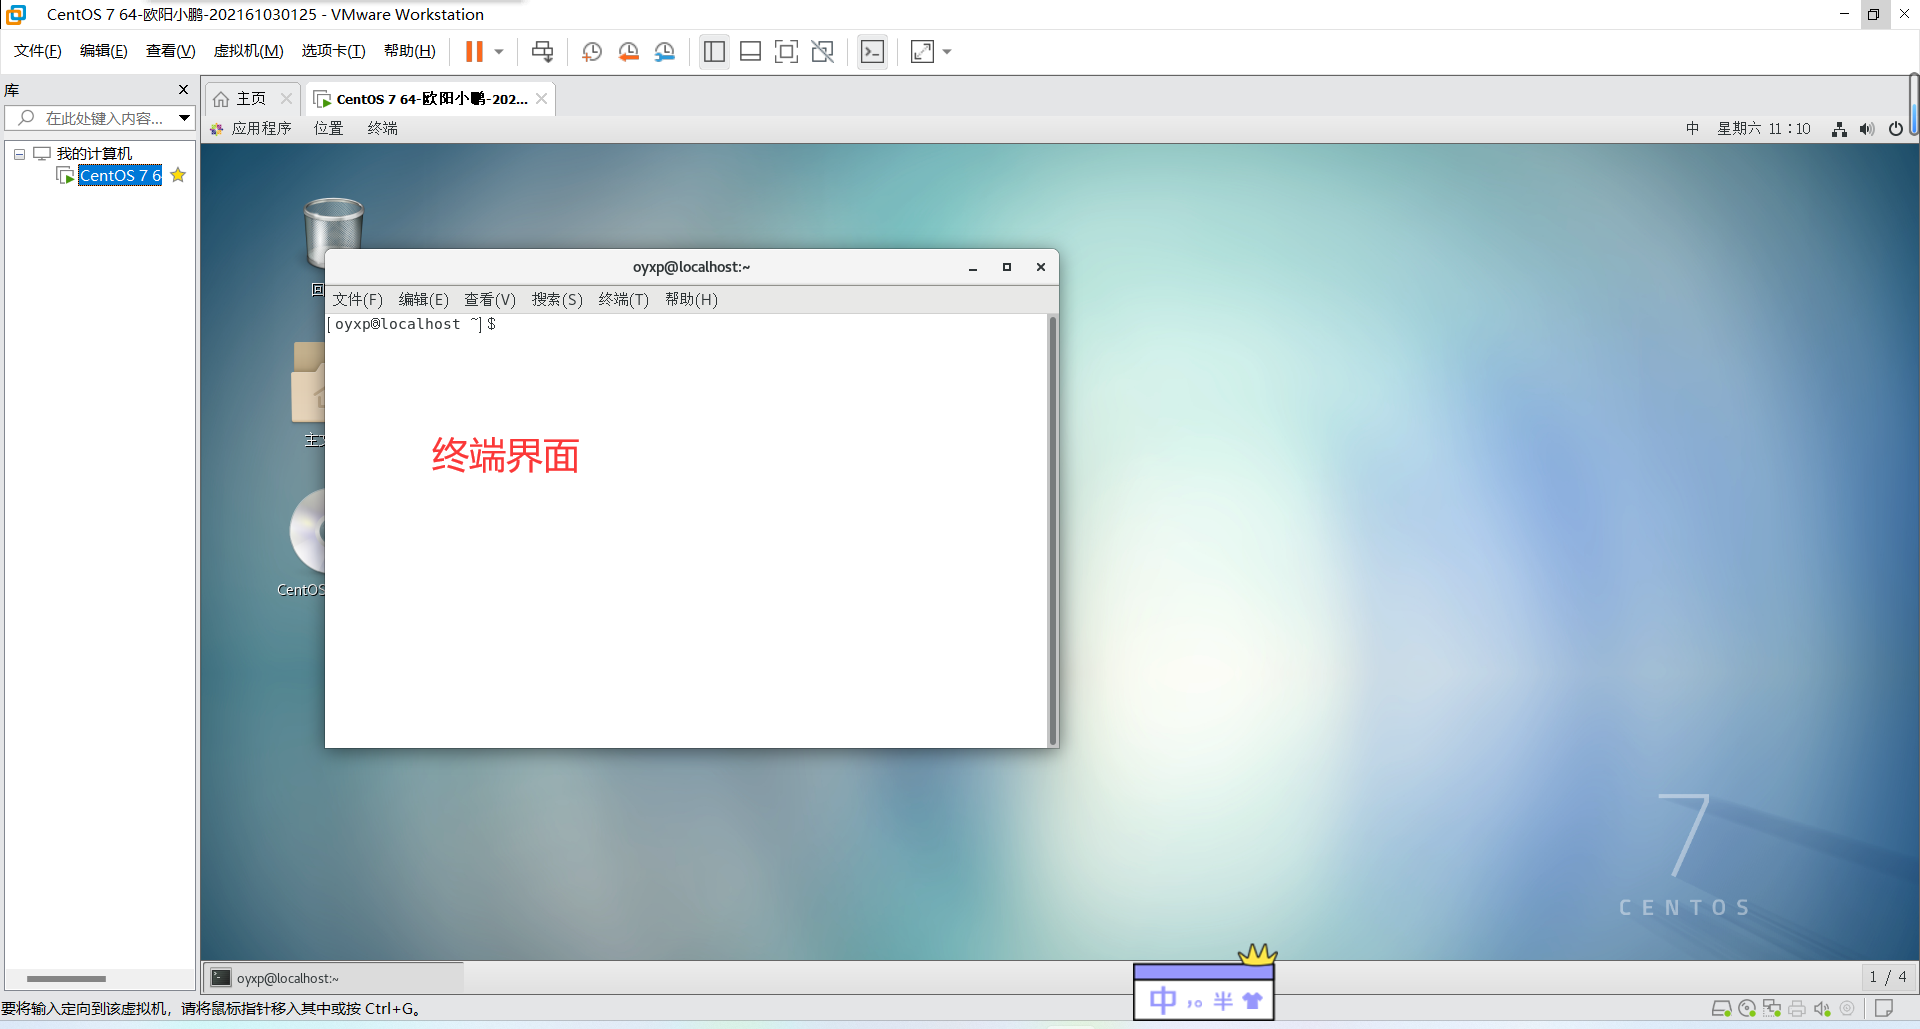 CentOS 7 64-欧阳小鹏-202161030125 - VMware Workstation
文件(F) 编辑(E) 查看(V) 虚拟机(M) 选项卡(T) 帮助(H)
库
在此处键入内容...
我的计算机
CentOS 7 6
主页
CentOS 7 64-欧阳小鹏-202...
应用程序 位置 终端
中 星期六 11：10
回
主文
CentOS
oyxp@localhost:~
文件(F) 编辑(E) 查看(V) 搜索(S) 终端(T) 帮助(H)
[oyxp@localhost ~]$
终端界面
7
CENTOS
oyxp@localhost:~
1 / 4
中 ，。 半
要将输入定向到该虚拟机，请将鼠标指针移入其中或按 Ctrl+G。